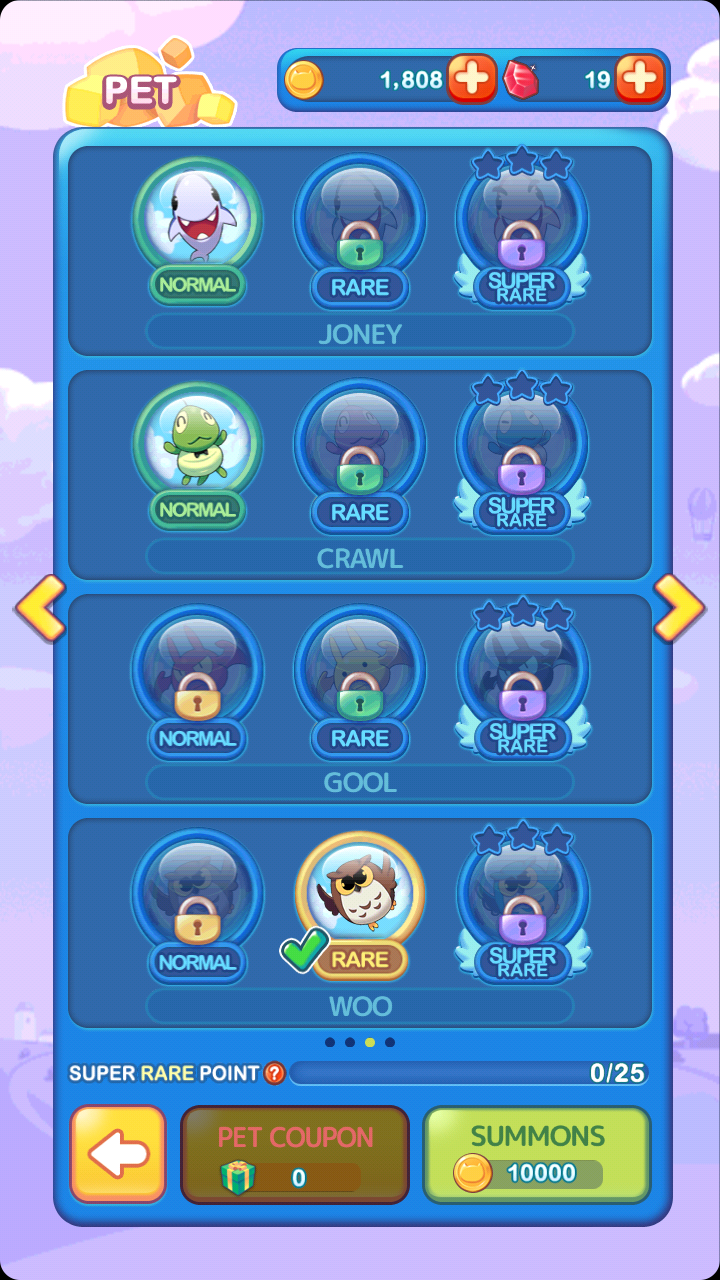 PET
1,808
19
NORMAL
RARE
SUPER
RARE
JONEY
NORMAL
RARE
SUPER
RARE
CRAWL
NORMAL
RARE
SUPER
RARE
GOOL
NORMAL
RARE
SUPER
RARE
WOO
SUPER RARE POINT ?
0/25
PET COUPON
0
SUMMONS
10000